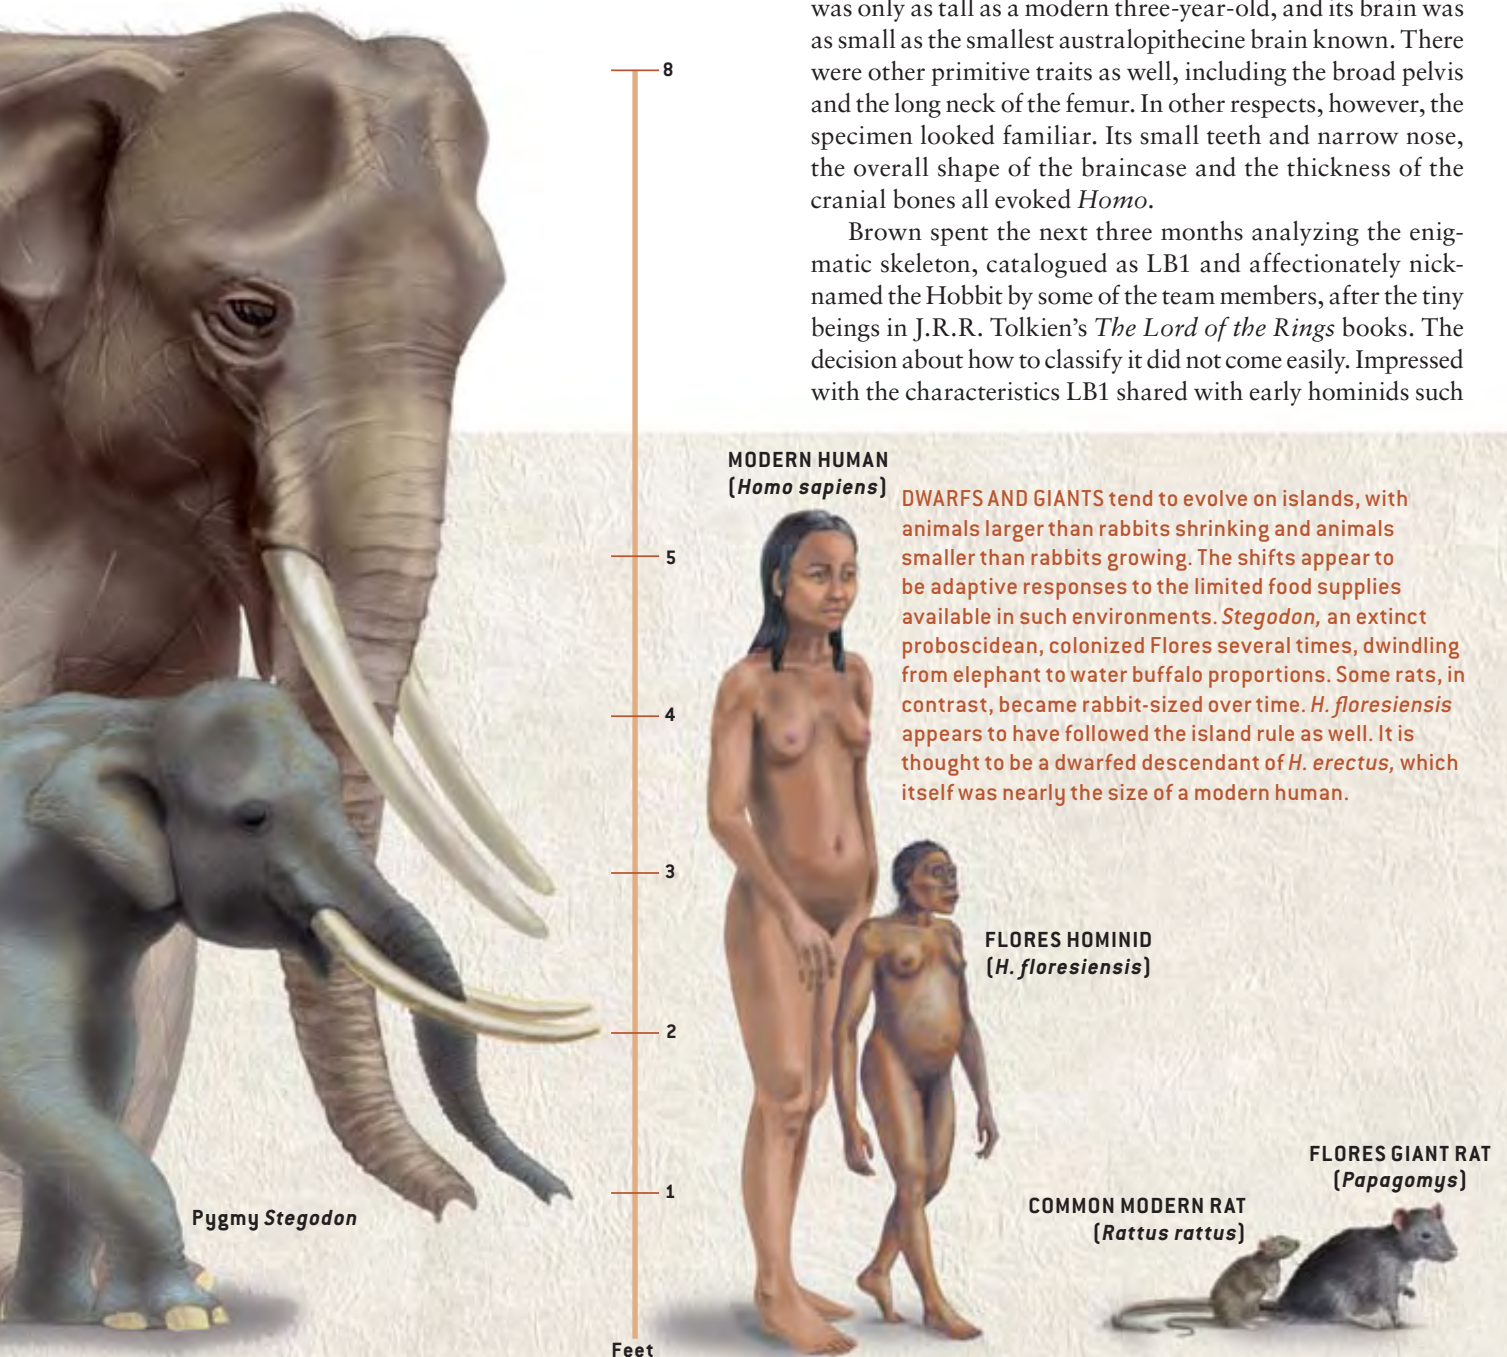 was only as tall as a modern three-year-old, and its brain was
as small as the smallest australopithecine brain known. There
were other primitive traits as well, including the broad pelvis
and the long neck of the femur. In other respects, however, the
specimen looked familiar. Its small teeth and narrow nose,
the overall shape of the braincase and the thickness of the
cranial bones all evoked Homo.
Brown spent the next three months analyzing the enig-
matic skeleton, catalogued as LB1 and affectionately nick-
named the Hobbit by some of the team members, after the tiny
beings in J.R.R. Tolkien's The Lord of the Rings books. The
decision about how to classify it did not come easily. Impressed
with the characteristics LB1 shared with early hominids such
8
5
4
3
2
1
Feet
MODERN HUMAN
(Homo sapiens)
DWARFS AND GIANTS tend to evolve on islands, with
animals larger than rabbits shrinking and animals
smaller than rabbits growing. The shifts appear to
be adaptive responses to the limited food supplies
available in such environments. Stegodon, an extinct
proboscidean, colonized Flores several times, dwindling
from elephant to water buffalo proportions. Some rats, in
contrast, became rabbit-sized over time. H. floresiensis
appears to have followed the island rule as well. It is
thought to be a dwarfed descendant of H. erectus, which
itself was nearly the size of a modern human.
FLORES HOMINID
(H. floresiensis)
FLORES GIANT RAT
(Papagomys)
COMMON MODERN RAT
(Rattus rattus)
Pygmy Stegodon